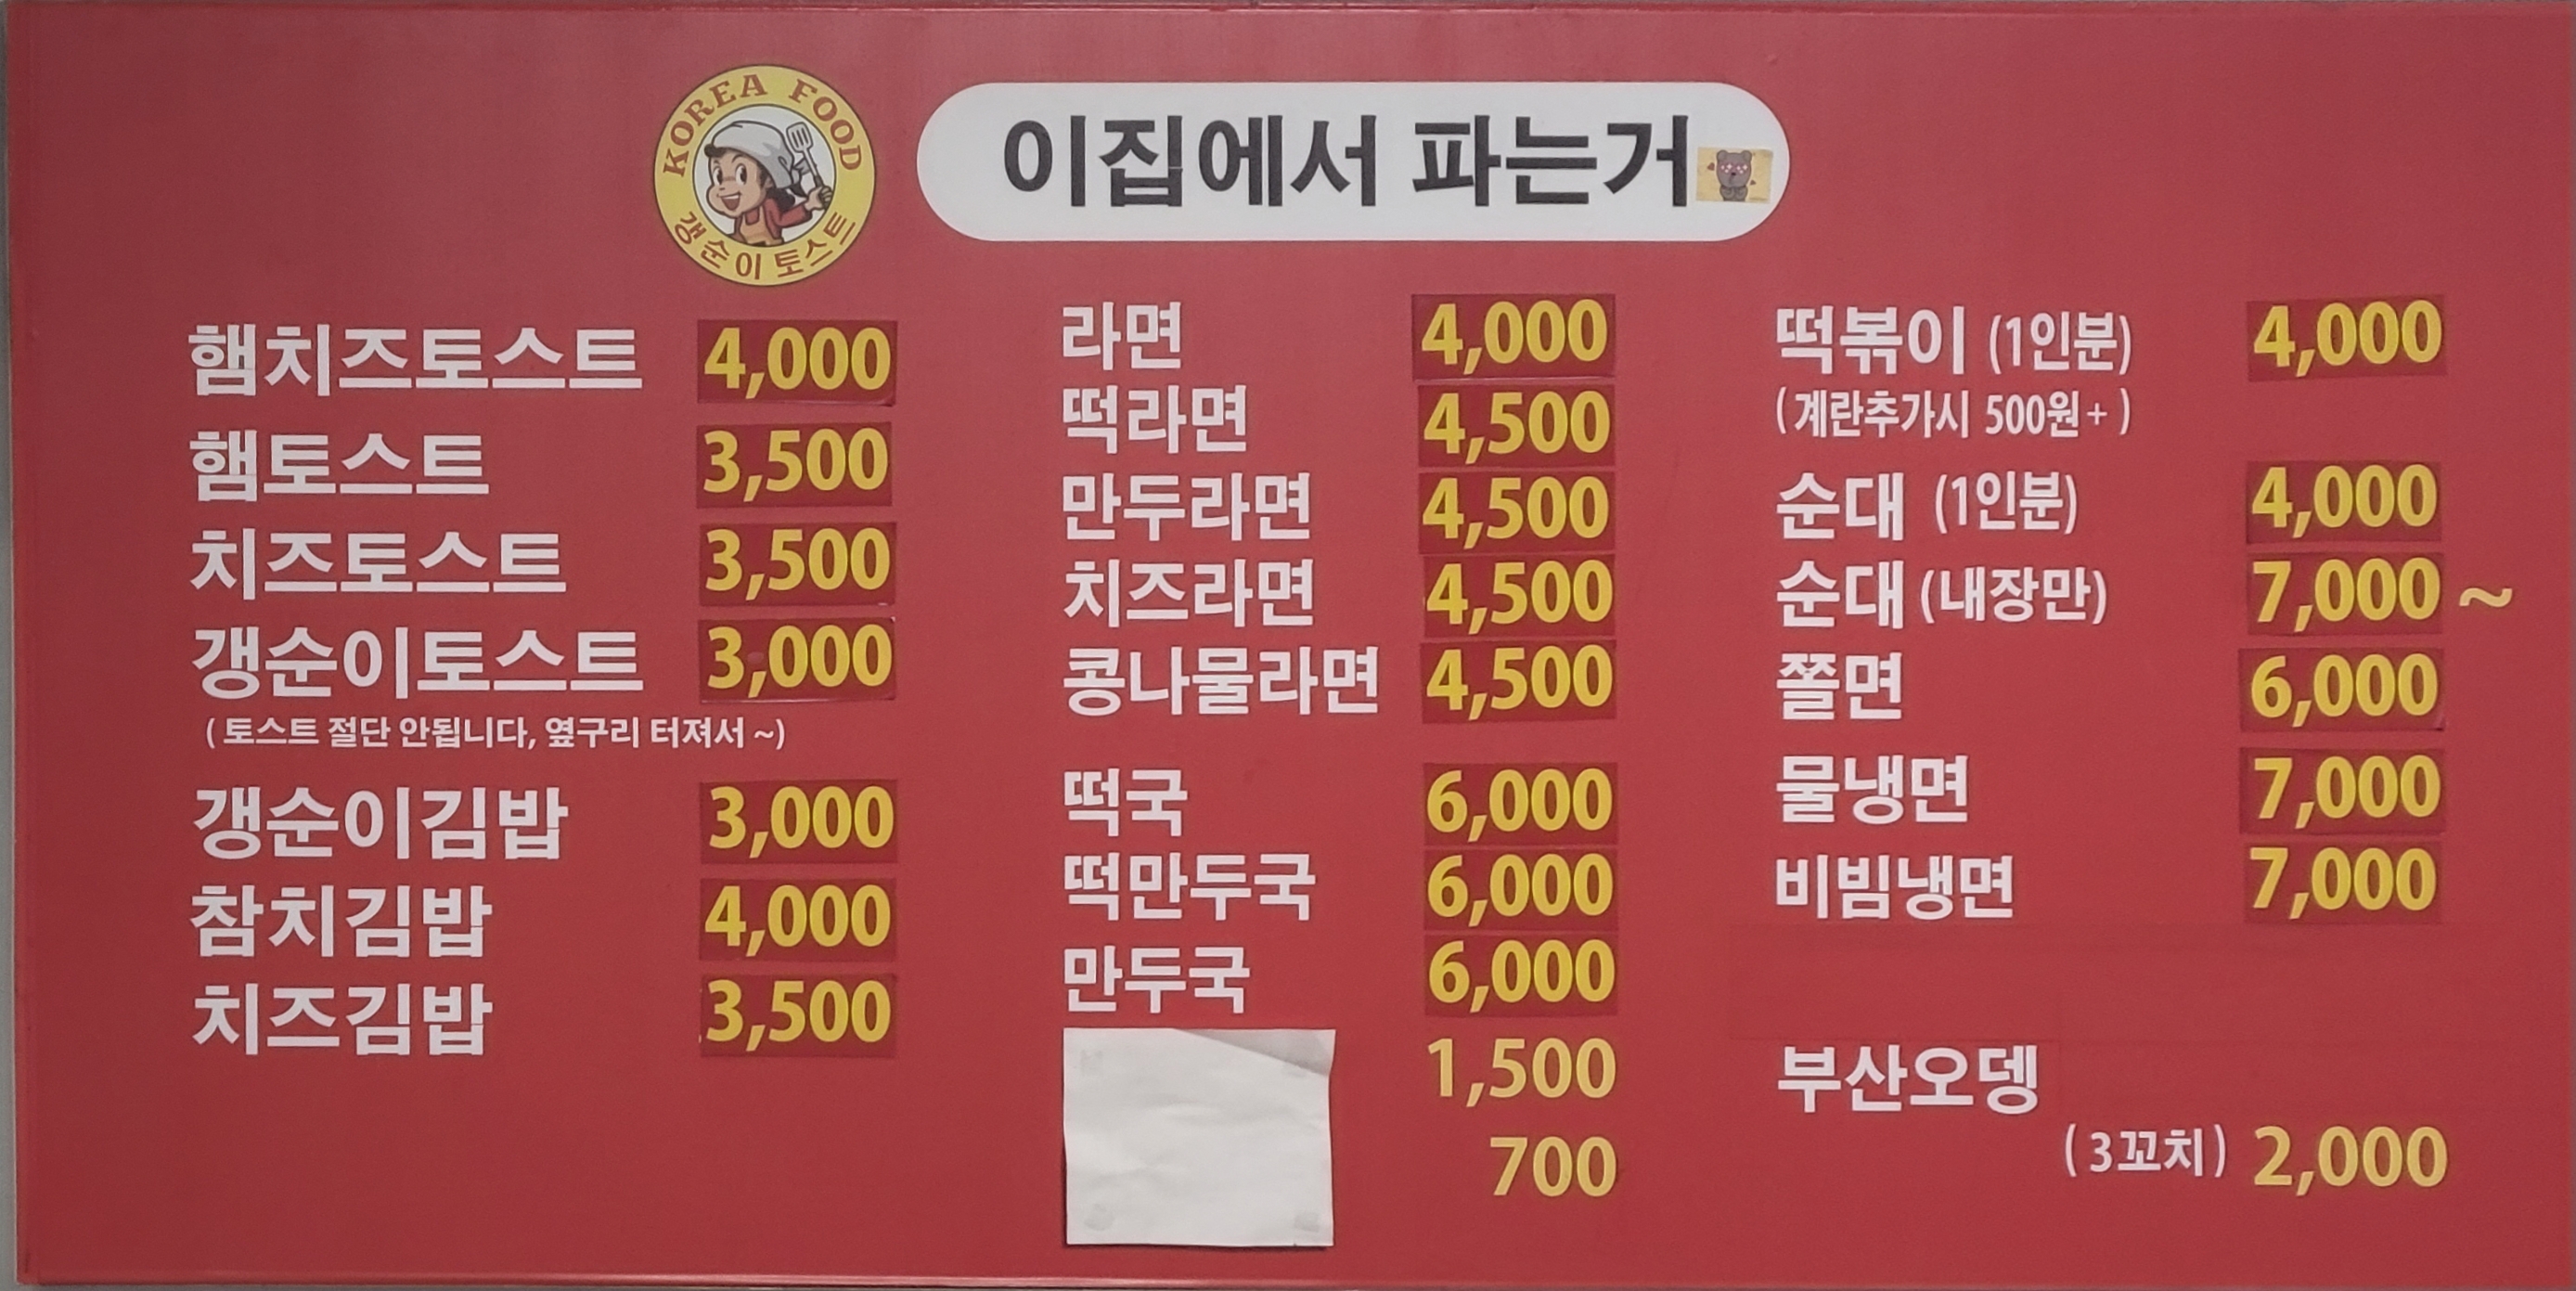 KOREA FOOD
갱순이 토스트
이집에서 파는거
햄치즈토스트 4,000
햄토스트 3,500
치즈토스트 3,500
갱순이토스트 3,000
( 토스트 절단 안됩니다, 옆구리 터져서 ~)
갱순이김밥 3,000
참치김밥 4,000
치즈김밥 3,500
라면 4,000
떡라면 4,500
만두라면 4,500
치즈라면 4,500
콩나물라면 4,500
떡국 6,000
떡만두국 6,000
만두국 6,000
1,500
700
떡볶이 (1인분) 4,000
(계란추가시 500원+)
순대 (1인분) 4,000
순대 (내장만) 7,000 ~
쫄면 6,000
물냉면 7,000
비빔냉면 7,000
부산오뎅
(3꼬치) 2,000